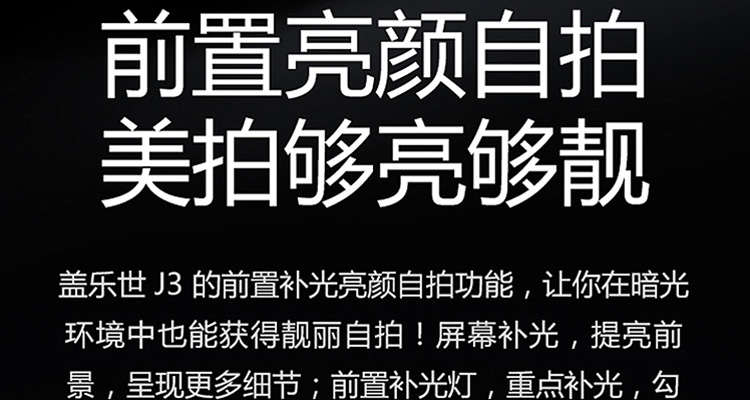 前置亮颜自拍
美拍够亮够靓
盖乐世 J3 的前置补光亮颜自拍功能，让你在暗光
环境中也能获得靓丽自拍！屏幕补光，提亮前
景，呈现更多细节；前置补光灯，重点补光，勾